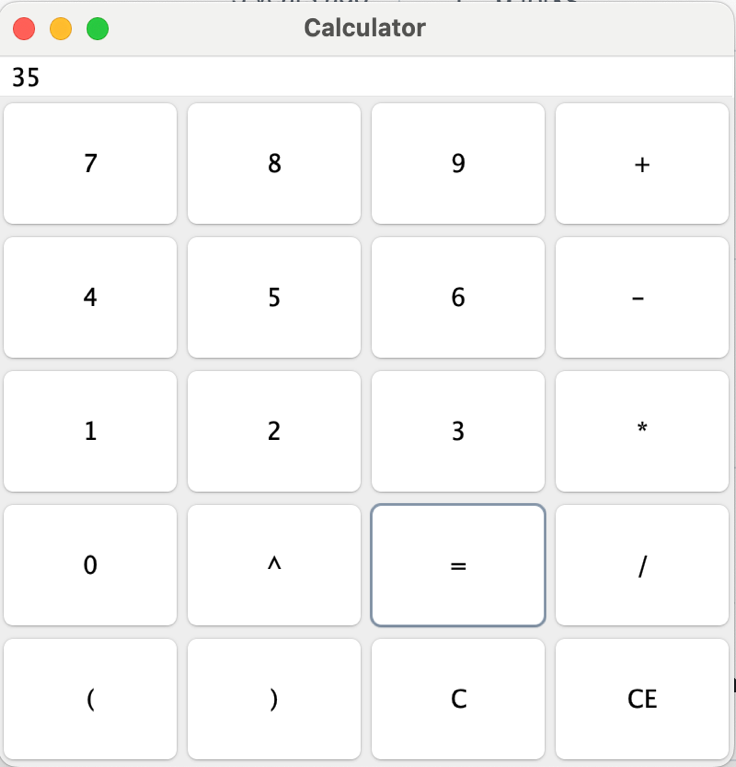 Calculator
35
7 8 9 +
4 5 6 -
1 2 3 *
0 ^ = /
( ) C CE